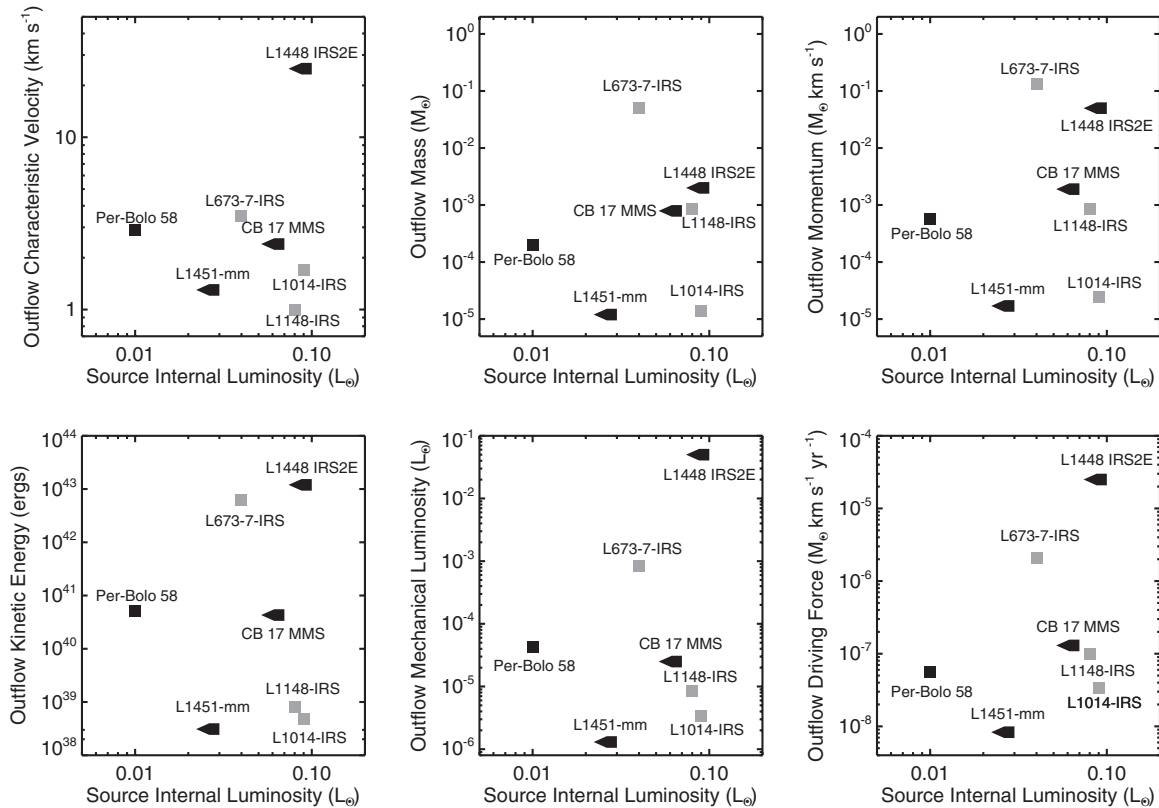 Outflow Characteristic Velocity (km s⁻¹)
10
1
L1448 IRS2E
L673-7-IRS
Per-Bolo 58
CB 17 MMS
L1451-mm
L1014-IRS
L1148-IRS
0.01 0.10
Source Internal Luminosity (L⊙)
Outflow Mass (M⊙)
10⁰
10⁻¹
10⁻²
10⁻³
10⁻⁴
10⁻⁵
L673-7-IRS
L1448 IRS2E
CB 17 MMS
L1148-IRS
Per-Bolo 58
L1451-mm
L1014-IRS
0.01 0.10
Source Internal Luminosity (L⊙)
Outflow Momentum (M⊙ km s⁻¹)
10⁰
10⁻¹
10⁻²
10⁻³
10⁻⁴
10⁻⁵
L673-7-IRS
L1448 IRS2E
CB 17 MMS
L1148-IRS
Per-Bolo 58
L1451-mm
L1014-IRS
0.01 0.10
Source Internal Luminosity (L⊙)
Outflow Kinetic Energy (ergs)
10⁴⁴
10⁴³
10⁴²
10⁴¹
10⁴⁰
10³⁹
10³⁸
L1448 IRS2E
L673-7-IRS
Per-Bolo 58
CB 17 MMS
L1148-IRS
L1451-mm
L1014-IRS
0.01 0.10
Source Internal Luminosity (L⊙)
Outflow Mechanical Luminosity (L⊙)
10⁻¹
10⁻²
10⁻³
10⁻⁴
10⁻⁵
10⁻⁶
L1448 IRS2E
L673-7-IRS
CB 17 MMS
Per-Bolo 58
L1148-IRS
L1014-IRS
L1451-mm
0.01 0.10
Source Internal Luminosity (L⊙)
Outflow Driving Force (M⊙ km s⁻¹ yr⁻¹)
10⁻⁴
10⁻⁵
10⁻⁶
10⁻⁷
10⁻⁸
L1448 IRS2E
L673-7-IRS
CB 17 MMS
L1148-IRS
Per-Bolo 58
L1014-IRS
L1451-mm
0.01 0.10
Source Internal Luminosity (L⊙)